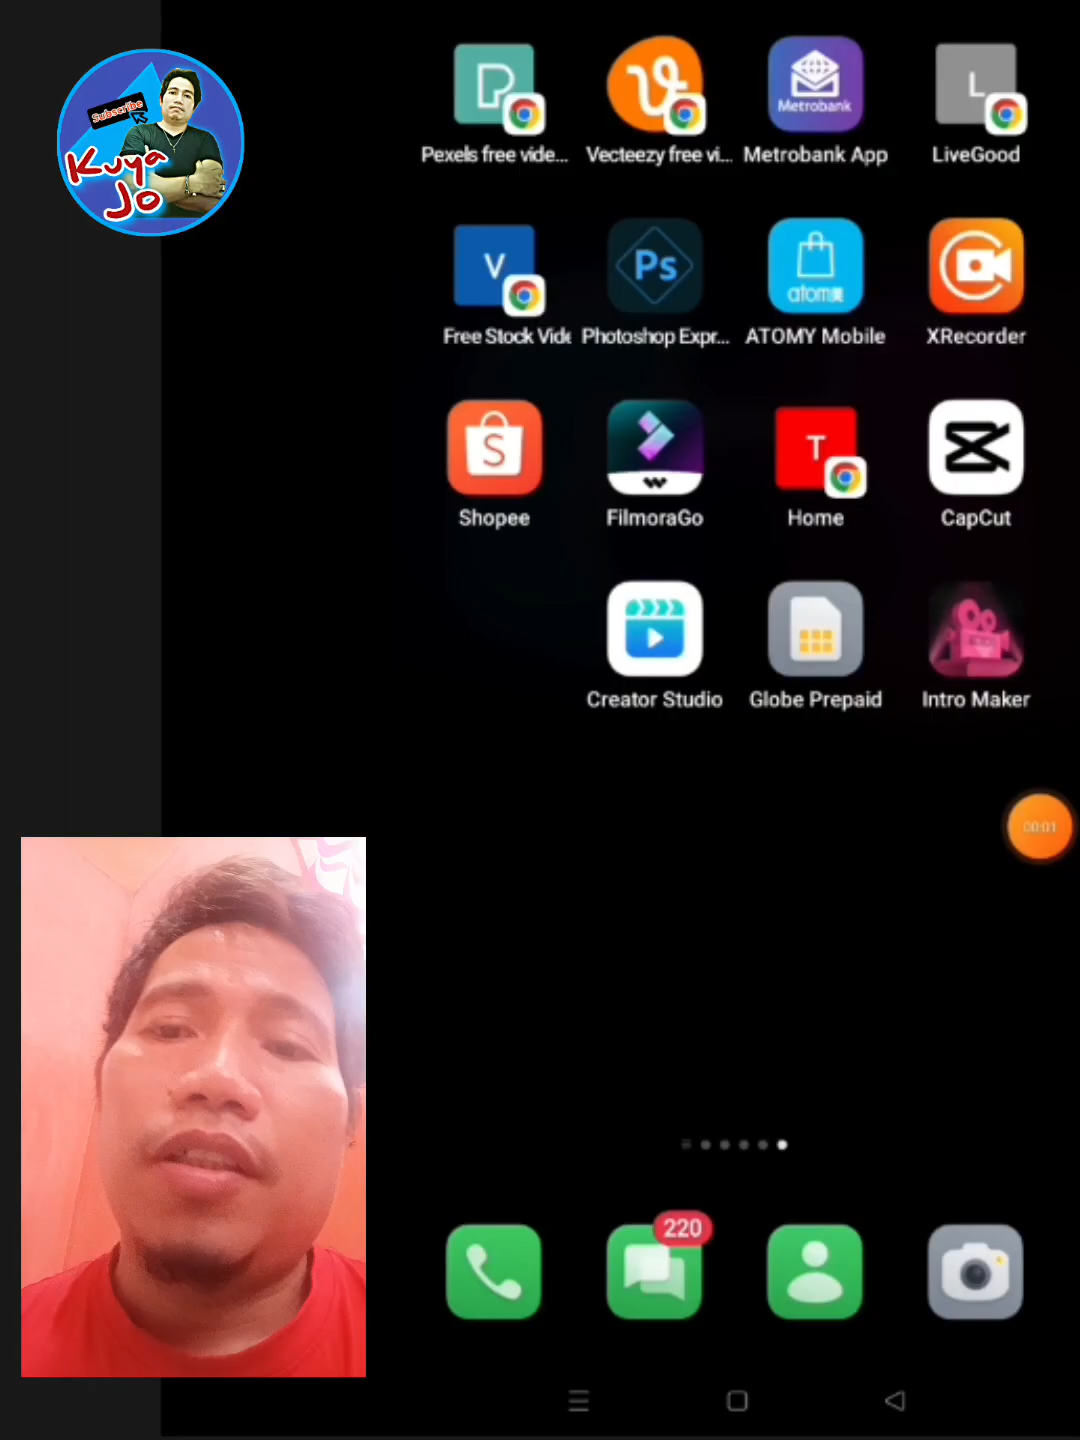 Subscribe
Kuya
Jo
P
Metrobank
L
Pexels free vide...
Vecteezy free vi...
Metrobank App
LiveGood
V
Ps
Free Stock Vide
Photoshop Expr...
ATOMY Mobile
XRecorder
S
T
Shopee
FilmoraGo
Home
CapCut
Creator Studio
Globe Prepaid
Intro Maker
00:01
220